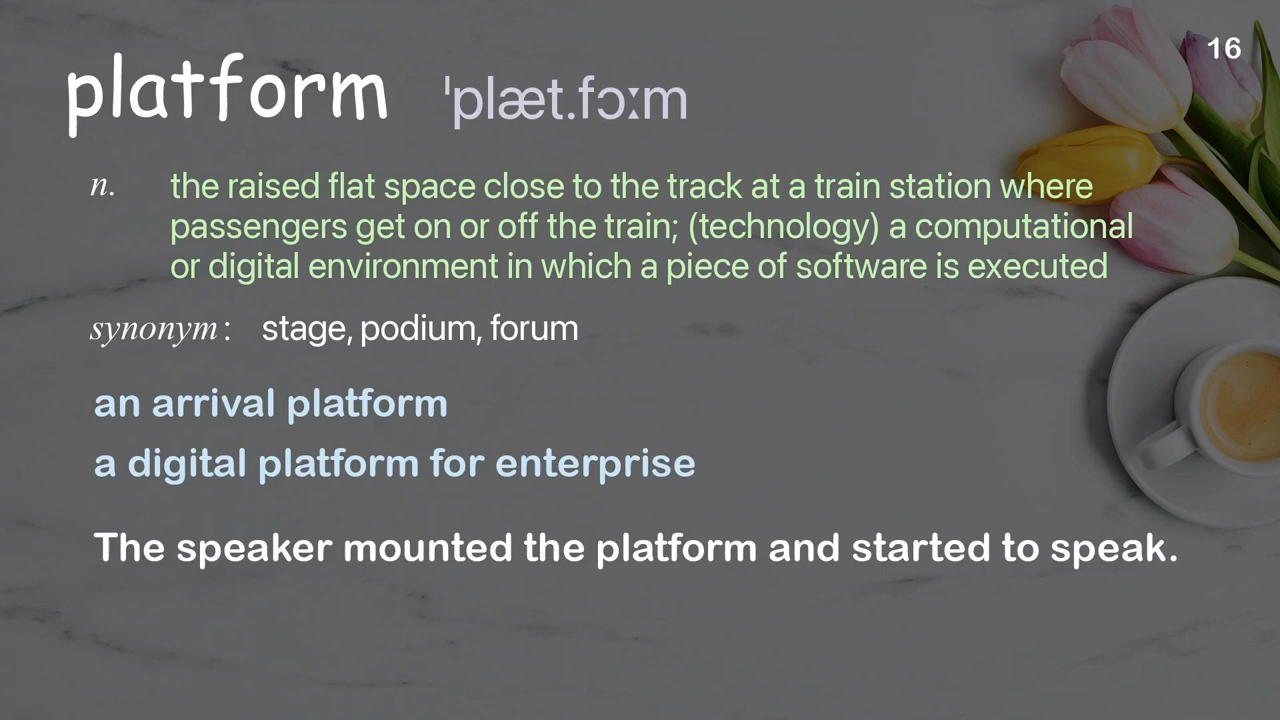 16
platform ˈplæt.fɔːm
n. the raised flat space close to the track at a train station where
passengers get on or off the train; (technology) a computational
or digital environment in which a piece of software is executed
synonym: stage, podium, forum
an arrival platform
a digital platform for enterprise
The speaker mounted the platform and started to speak.